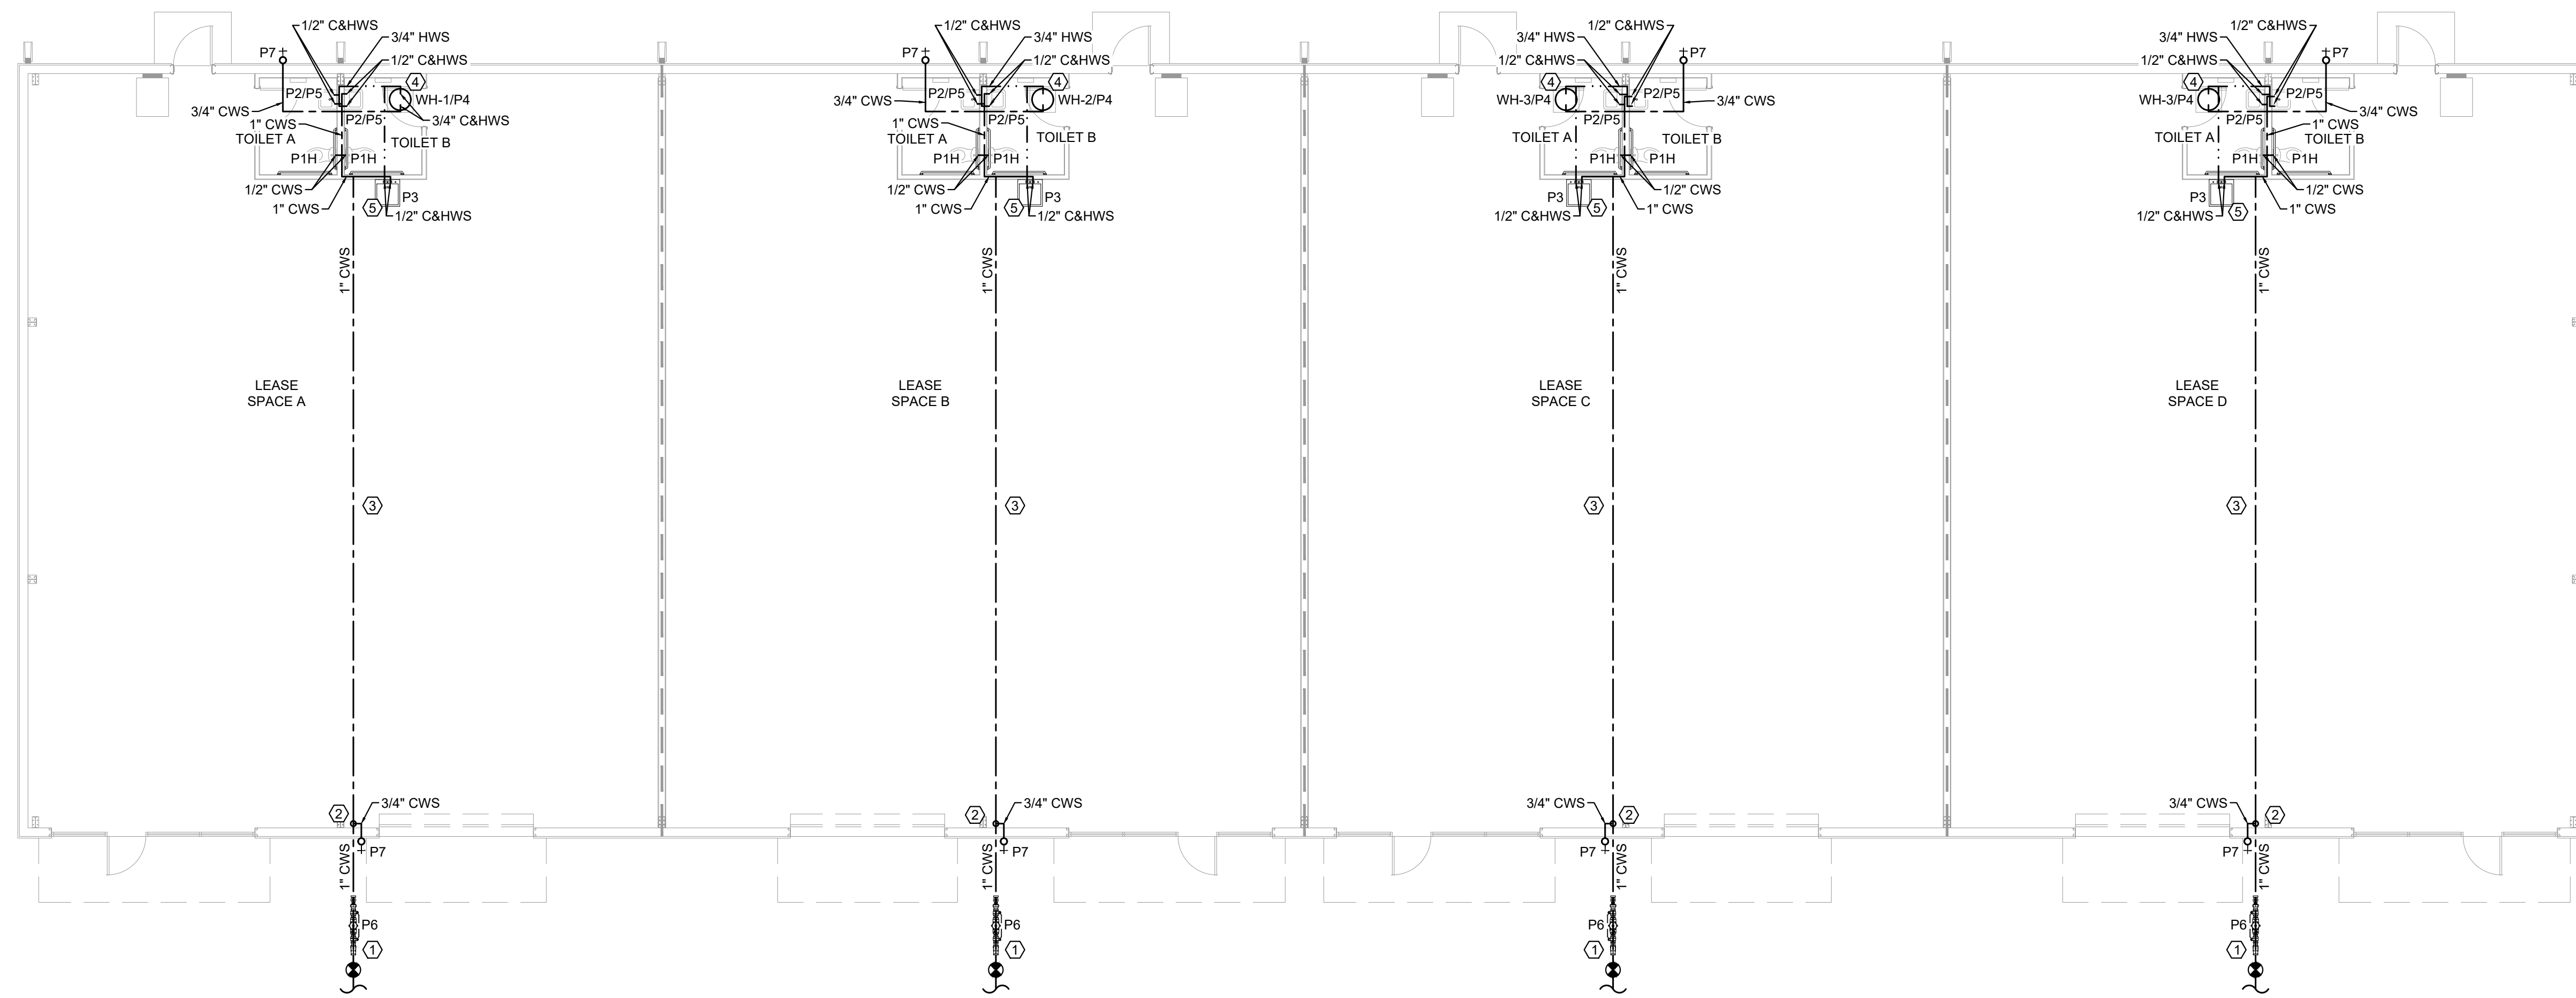 1/2" C&HWS
3/4" HWS
1/2" C&HWS
P7
4
P2/P5
WH-1/P4
3/4" CWS
3/4" C&HWS
P2/P5
1" CWS
TOILET A
TOILET B
P1H
P1H
1/2" CWS
P3
1" CWS
5
1/2" C&HWS
1" CWS
LEASE
SPACE A
3
2
3/4" CWS
P7
1" CWS
P6
1
1/2" C&HWS
3/4" HWS
1/2" C&HWS
P7
4
P2/P5
WH-2/P4
3/4" CWS
P2/P5
1" CWS
TOILET A
TOILET B
P1H
P1H
1/2" CWS
P3
1" CWS
5
1/2" C&HWS
1" CWS
LEASE
SPACE B
3
2
3/4" CWS
P7
1" CWS
P6
1
1/2" C&HWS
3/4" HWS
1/2" C&HWS
P7
4
P2/P5
WH-3/P4
3/4" CWS
P2/P5
TOILET A
TOILET B
P1H
P1H
1/2" CWS
P3
1" CWS
5
1/2" C&HWS
1" CWS
LEASE
SPACE C
3
2
3/4" CWS
P7
1" CWS
P6
1
1/2" C&HWS
3/4" HWS
1/2" C&HWS
P7
4
P2/P5
WH-3/P4
3/4" CWS
P2/P5
1" CWS
TOILET A
TOILET B
P1H
P1H
1/2" CWS
P3
1" CWS
5
1/2" C&HWS
1" CWS
LEASE
SPACE D
3
2
3/4" CWS
P7
1" CWS
P6
1